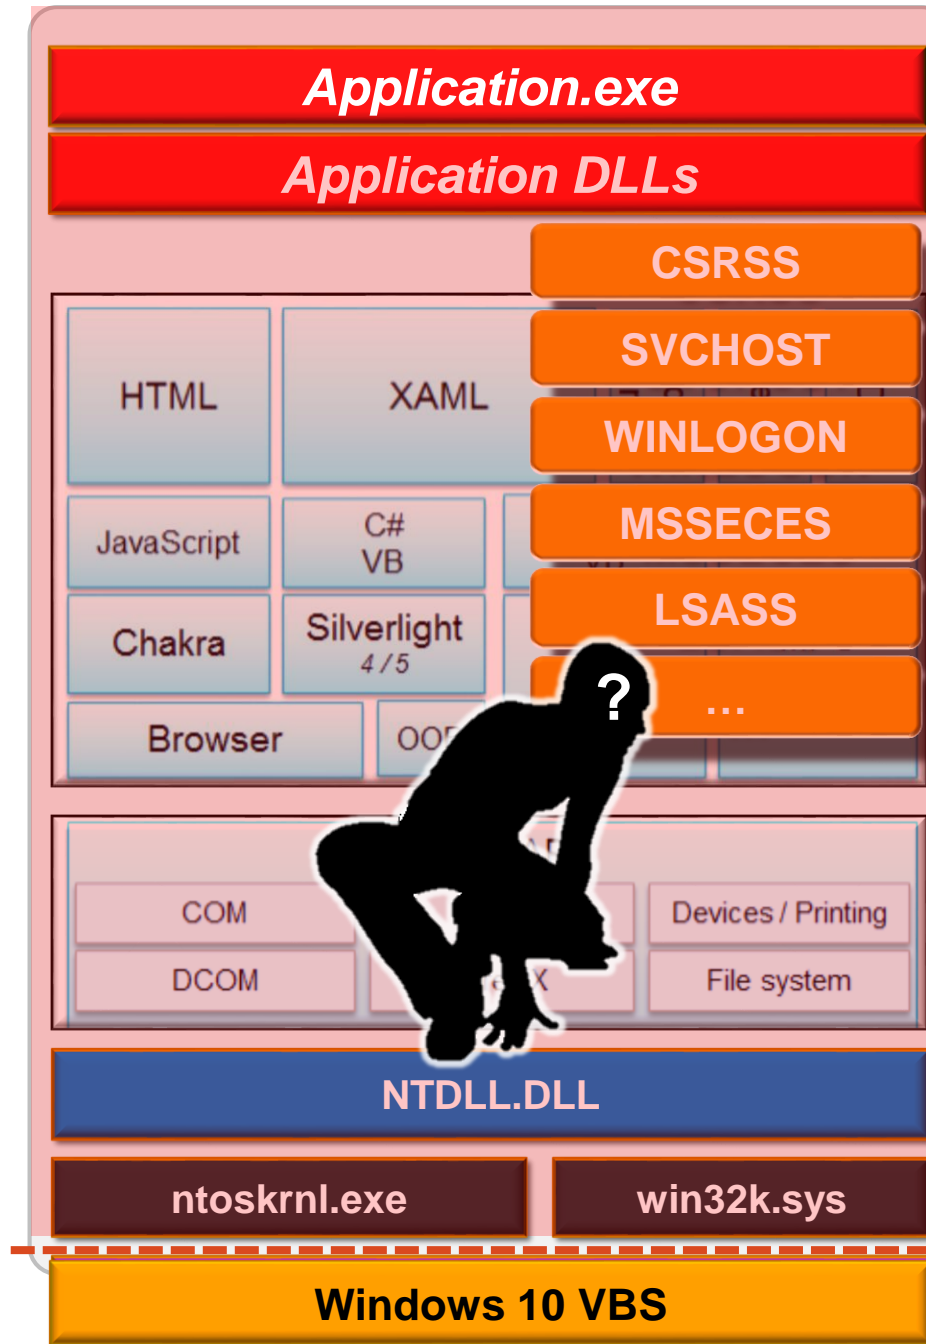 Application.exe
Application DLLs
CSRSS
SVCHOST
HTML
XAML
WINLOGON
MSSECES
JavaScript
C#
VB
LSASS
Chakra
Silverlight
4 / 5
?
...
Browser
COM
Devices / Printing
DCOM
File system
NTDLL.DLL
ntoskrnl.exe
win32k.sys
Windows 10 VBS